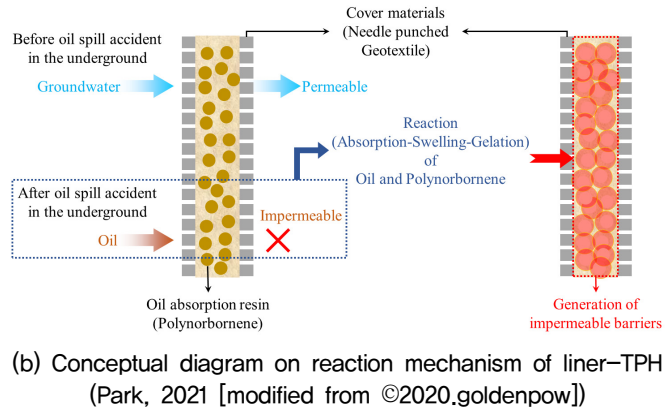 Cover materials
(Needle punched
Geotextile)
Before oil spill accident
in the underground
Groundwater
Permeable
Reaction
(Absorption-Swelling-Gelation)
of
Oil and Polynorbornene
After oil spill accident
in the underground
Impermeable
Oil
Oil absorption resin
(Polynorbornene)
Generation of
impermeable barriers
(b) Conceptual diagram on reaction mechanism of liner-TPH
(Park, 2021 [modified from ©2020.goldenpow])